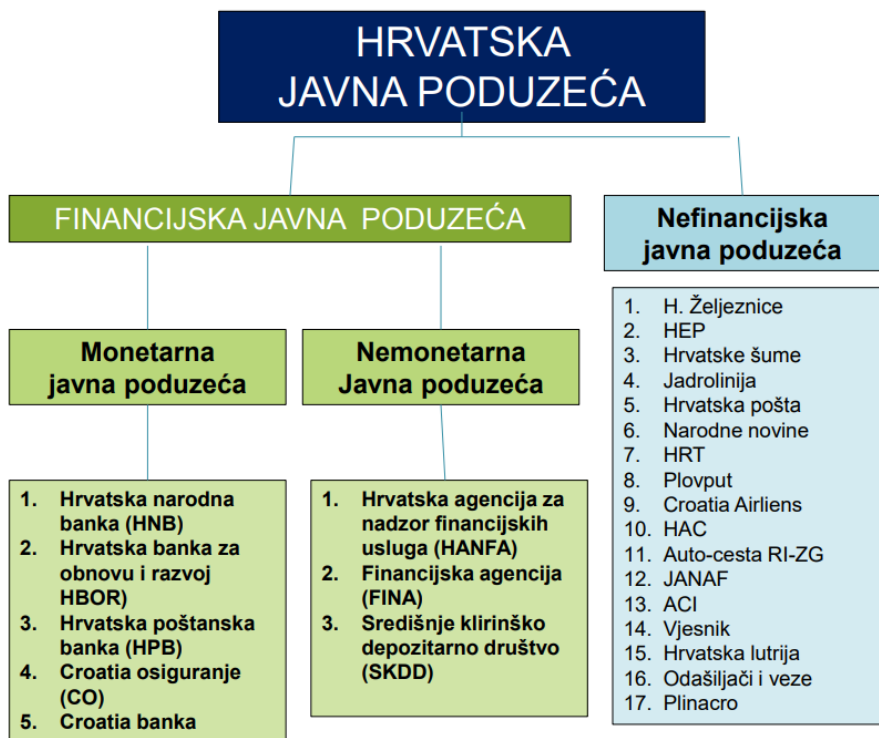 HRVATSKA
JAVNA PODUZEĆA
FINANCIJSKA JAVNA PODUZEĆA
Nefinancijska
javna poduzeća
Monetarna
javna poduzeća
Nemonetarna
Javna poduzeća
1. Hrvatska narodna
banka (HNB)
2. Hrvatska banka za
obnovu i razvoj
HBOR)
3. Hrvatska poštanska
banka (HPB)
4. Croatia osiguranje
(CO)
5. Croatia banka
1. Hrvatska agencija za
nadzor financijskih
usluga (HANFA)
2. Financijska agencija
(FINA)
3. Središnje klirinško
depozitarno društvo
(SKDD)
1. H. Željeznice
2. HEP
3. Hrvatske šume
4. Jadrolinija
5. Hrvatska pošta
6. Narodne novine
7. HRT
8. Plovput
9. Croatia Airliens
10. HAC
11. Auto-cesta RI-ZG
12. JANAF
13. ACI
14. Vjesnik
15. Hrvatska lutrija
16. Odašiljači i veze
17. Plinacro